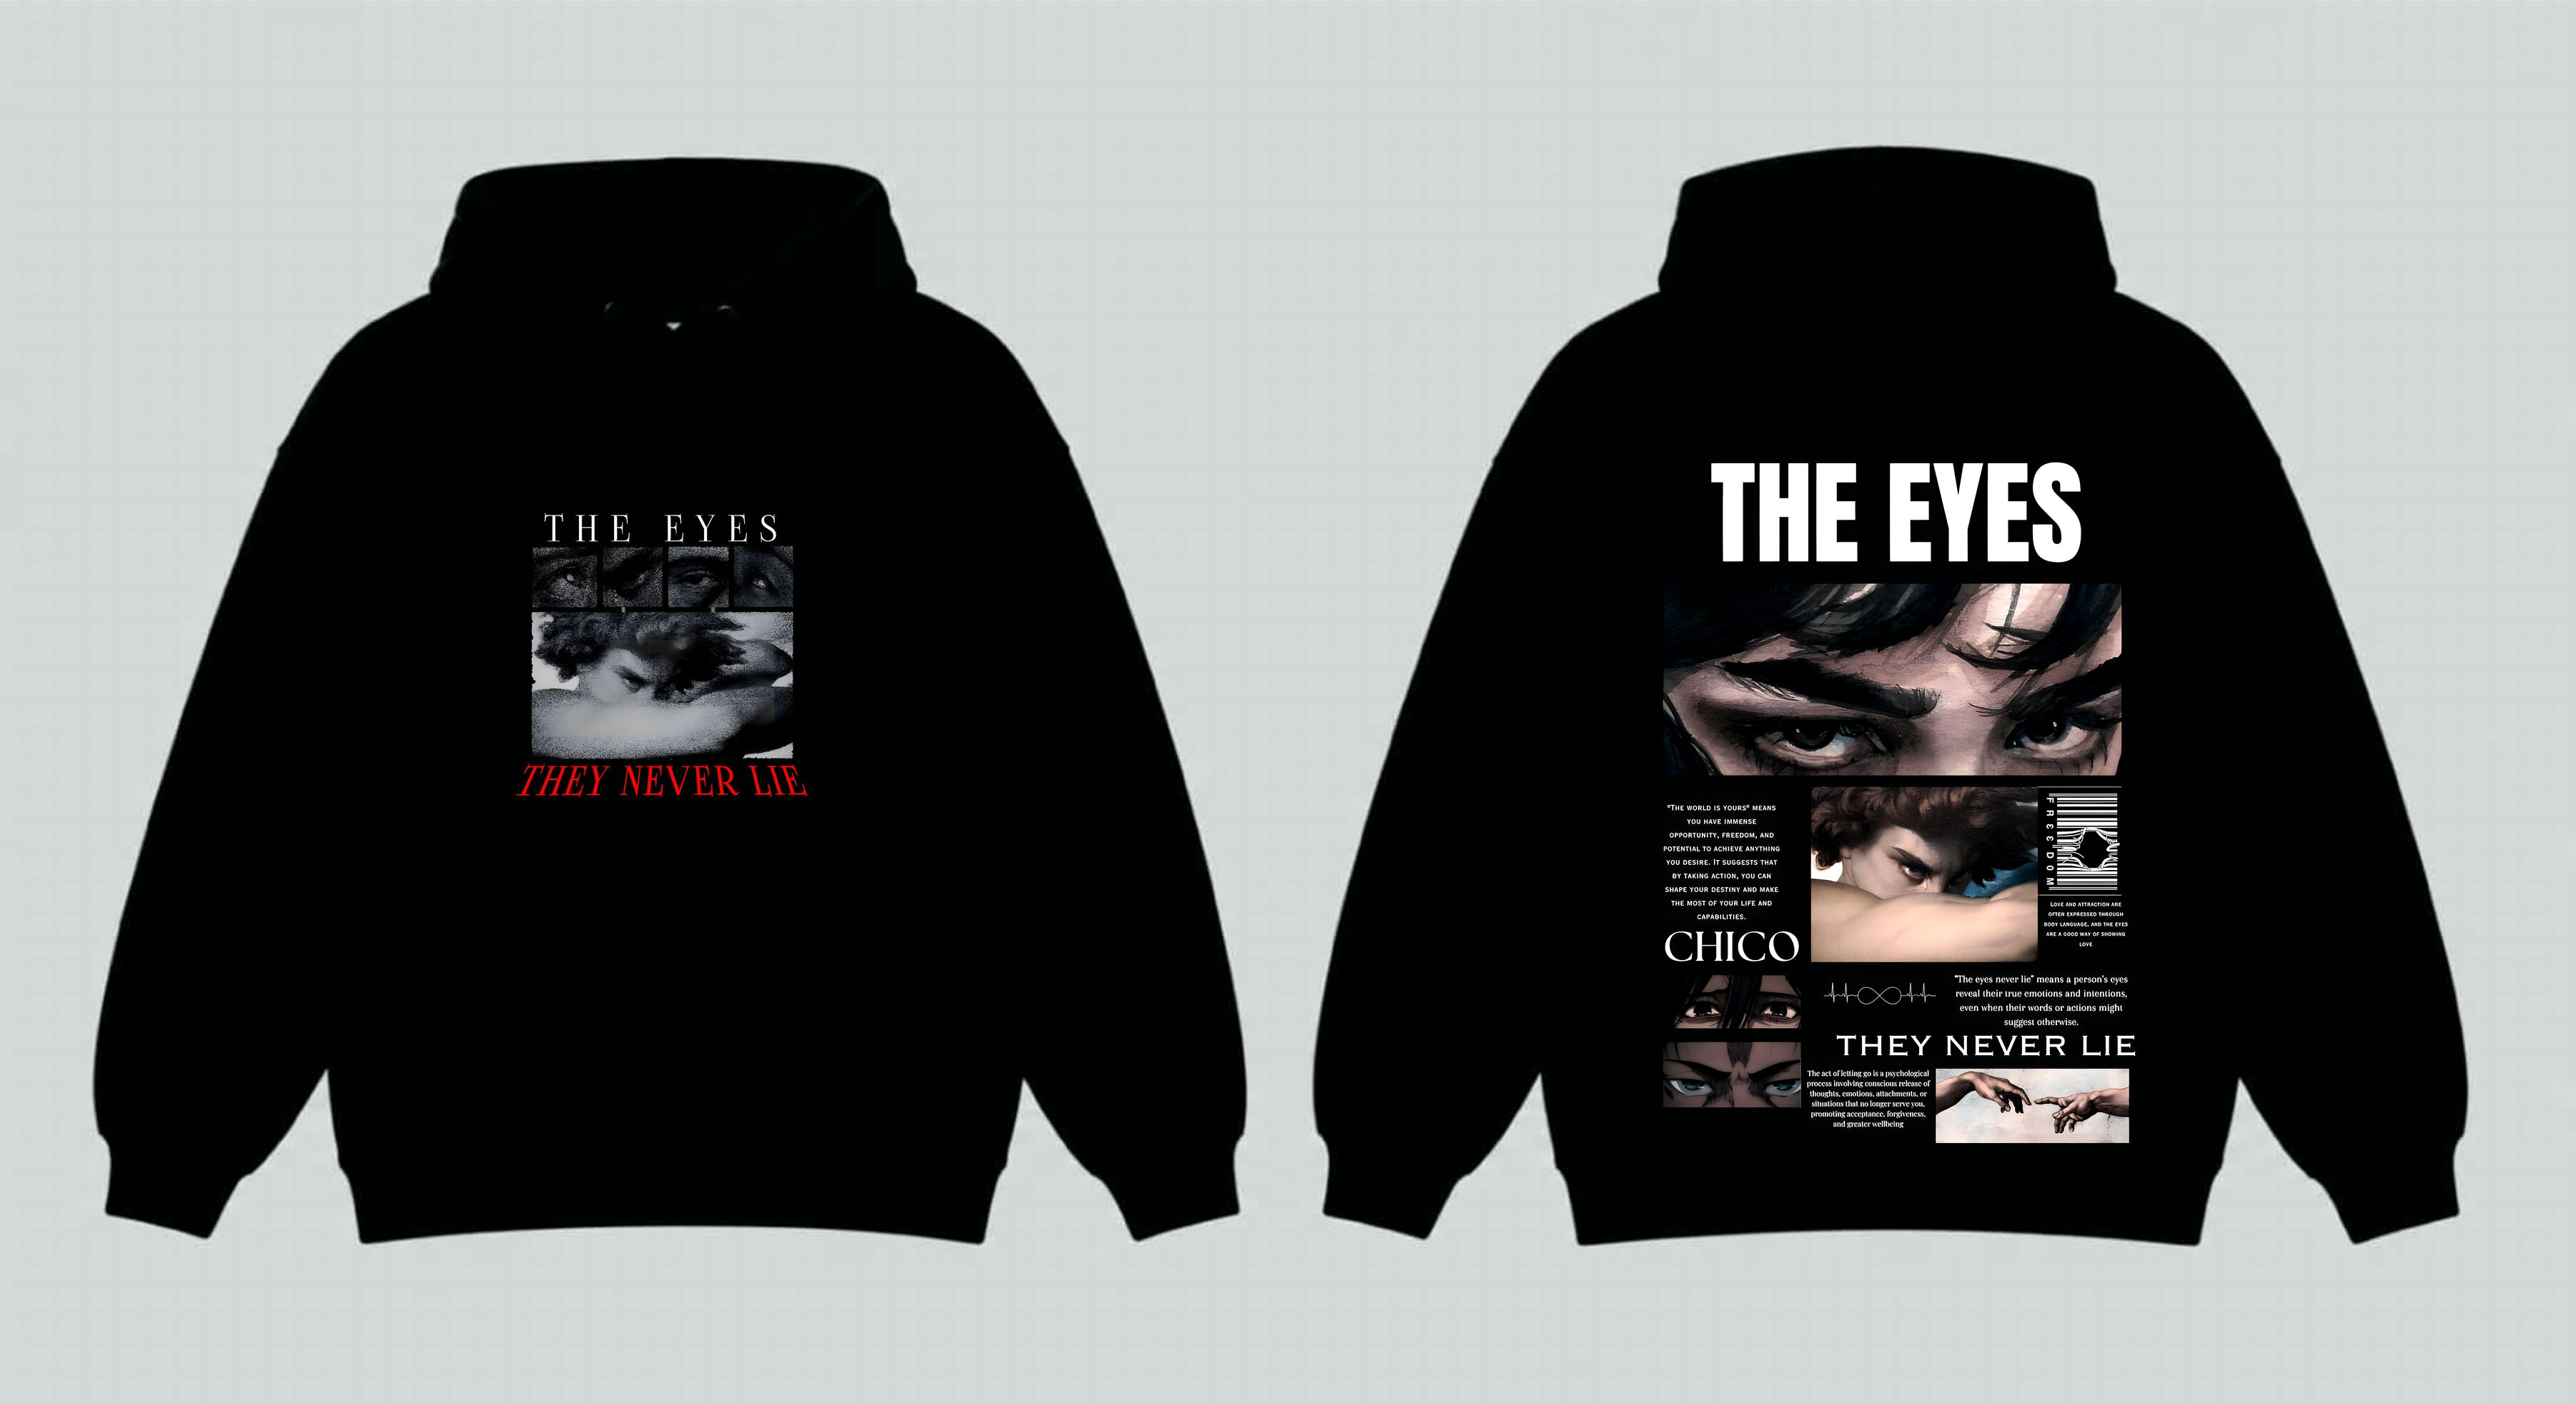 THE EYES
THEY NEVER LIE
THE EYES
"The world is yours" means
you have immense
opportunity, freedom, and
potential to achieve anything
you desire. It suggests that
by taking action, you can
shape your destiny and make
the most of your life and
capabilities.
CHICO
FREEDOM
Love and attraction are
often expressed through
body language, and the eyes
are a good way of showing
love
"The eyes never lie" means a person's eyes
reveal their true emotions and intentions,
even when their words or actions might
suggest otherwise.
THEY NEVER LIE
The act of letting go is a psychological
process involving conscious release of
thoughts, emotions, attachments, or
situations that no longer serve you,
promoting acceptance, forgiveness,
and greater wellbeing